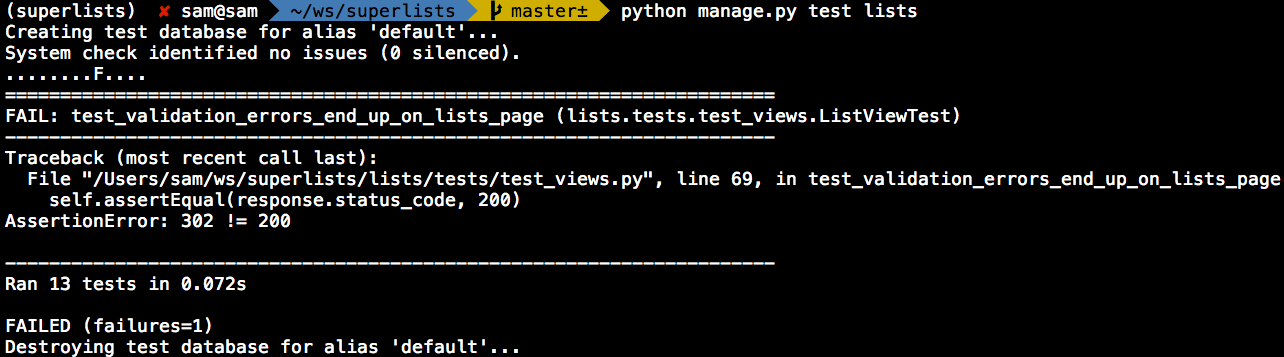 (superlists) ✘ sam@sam ~/ws/superlists master± python manage.py test lists
Creating test database for alias 'default'...
System check identified no issues (0 silenced).
........F....
======================================================================
FAIL: test_validation_errors_end_up_on_lists_page (lists.tests.test_views.ListViewTest)
----------------------------------------------------------------------
Traceback (most recent call last):
  File "/Users/sam/ws/superlists/lists/tests/test_views.py", line 69, in test_validation_errors_end_up_on_lists_page
    self.assertEqual(response.status_code, 200)
AssertionError: 302 != 200

----------------------------------------------------------------------
Ran 13 tests in 0.072s

FAILED (failures=1)
Destroying test database for alias 'default'...